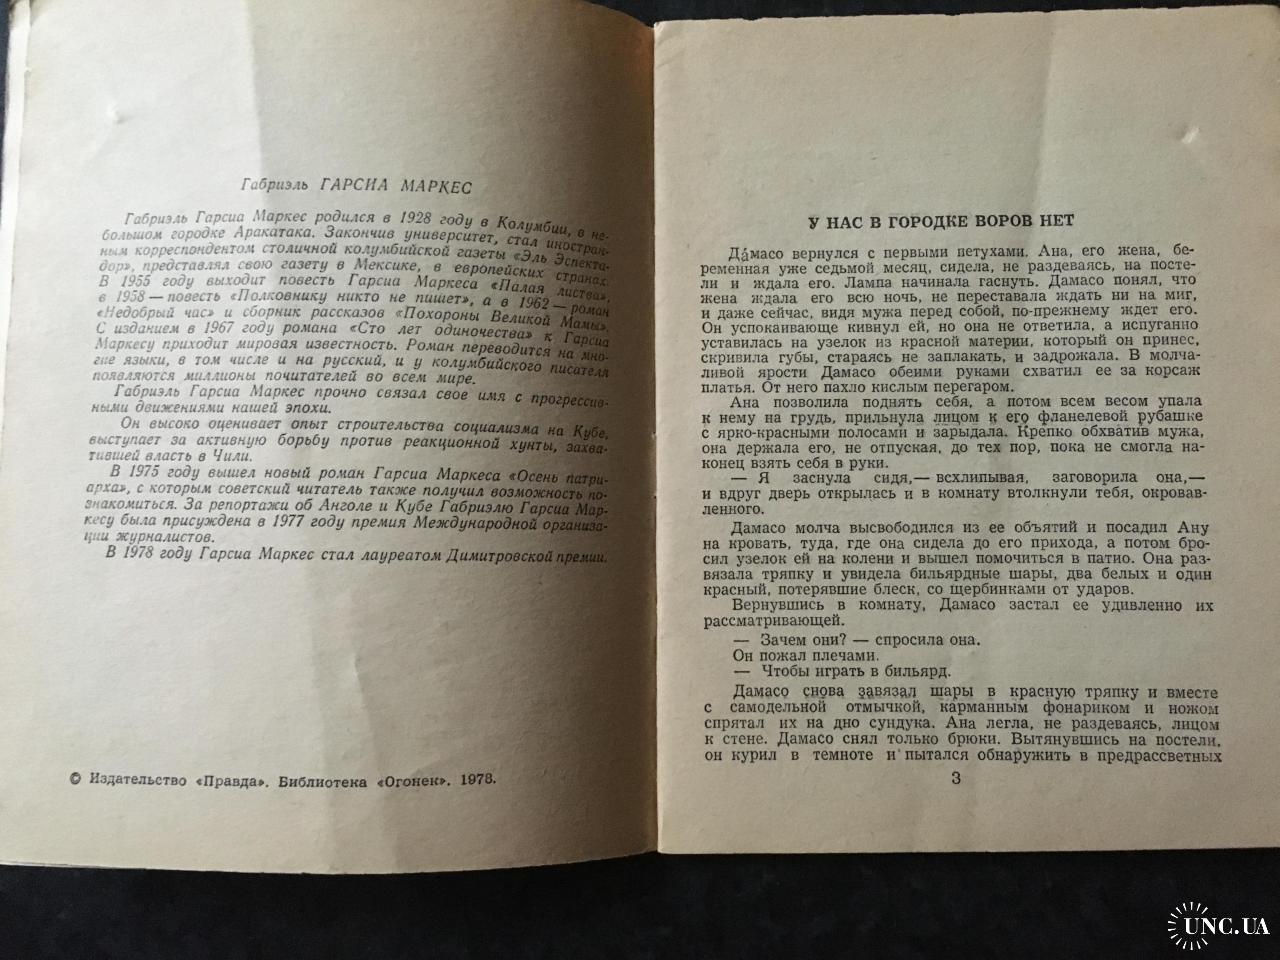 Габриэль ГАРСИА МАРКЕС
Габриэль Гарсиа Маркес родился в 1928 году в Колумбии, в не-
большом городке Аракатака. Закончив университет, стал иностран-
ным корреспондентом столичной колумбийской газеты «Эль Эспекта-
дор», представлял свою газету в Мексике, в европейских странах.
В 1955 году выходит повесть Гарсиа Маркеса «Палая листва»,
в 1958 — повесть «Полковнику никто не пишет», а в 1962 — роман
«Недобрый час» и сборник рассказов «Похороны Великой Мамы».
С изданием в 1967 году романа «Сто лет одиночества» к Гарсиа
Маркесу приходит мировая известность. Роман переводится на мно-
гие языки, в том числе и на русский, и у колумбийского писателя
появляются миллионы почитателей во всем мире.
Габриэль Гарсиа Маркес прочно связал свое имя с прогрессив-
ными движениями нашей эпохи.
Он высоко оценивает опыт строительства социализма на Кубе,
выступает за активную борьбу против реакционной хунты, захва-
тившей власть в Чили.
В 1975 году вышел новый роман Гарсиа Маркеса «Осень патри-
арха», с которым советский читатель также получил возможность по-
знакомиться. За репортажи об Анголе и Кубе Габриэлю Гарсиа Мар-
кесу была присуждена в 1977 году премия Международной организа-
ции журналистов.
В 1978 году Гарсиа Маркес стал лауреатом Димитровской премии.
© Издательство «Правда». Библиотека «Огонек». 1978.
У НАС В ГОРОДКЕ ВОРОВ НЕТ
Да́масо вернулся с первыми петухами. Ана, его жена, бе-
ременная уже седьмой месяц, сидела, не раздеваясь, на посте-
ли и ждала его. Лампа начинала гаснуть. Дамасо понял, что
жена ждала его всю ночь, не переставала ждать ни на миг,
и даже сейчас, видя мужа перед собой, по-прежнему ждет его.
Он успокаивающе кивнул ей, но она не ответила, а испуганно
уставилась на узелок из красной материи, который он принес,
скривила губы, стараясь не заплакать, и задрожала. В молча-
ливой ярости Дамасо обеими руками схватил ее за корсаж
платья. От него пахло кислым перегаром.
Ана позволила поднять себя, а потом всем весом упала
к нему на грудь, прильнула лицом к его фланелевой рубашке
с ярко-красными полосами и зарыдала. Крепко обхватив мужа,
она держала его, не отпуская, до тех пор, пока не смогла на-
конец взять себя в руки.
— Я заснула сидя,— всхлипывая, заговорила она,—
и вдруг дверь открылась и в комнату втолкнули тебя, окровав-
ленного.
Дамасо молча высвободился из ее объятий и посадил Ану
на кровать, туда, где она сидела до его прихода, а потом бро-
сил узелок ей на колени и вышел помочиться в патио. Она раз-
вязала тряпку и увидела бильярдные шары, два белых и один
красный, потерявшие блеск, со щербинками от ударов.
Вернувшись в комнату, Дамасо застал ее удивленно их
рассматривающей.
— Зачем они? — спросила она.
Он пожал плечами.
— Чтобы играть в бильярд.
Дамасо снова завязал шары в красную тряпку и вместе
с самодельной отмычкой, карманным фонариком и ножом
спрятал их на дно сундука. Ана легла, не раздеваясь, лицом
к стене. Дамасо снял только брюки. Вытянувшись на постели,
он курил в темноте и пытался обнаружить в предрассветных
3
UNC.UA